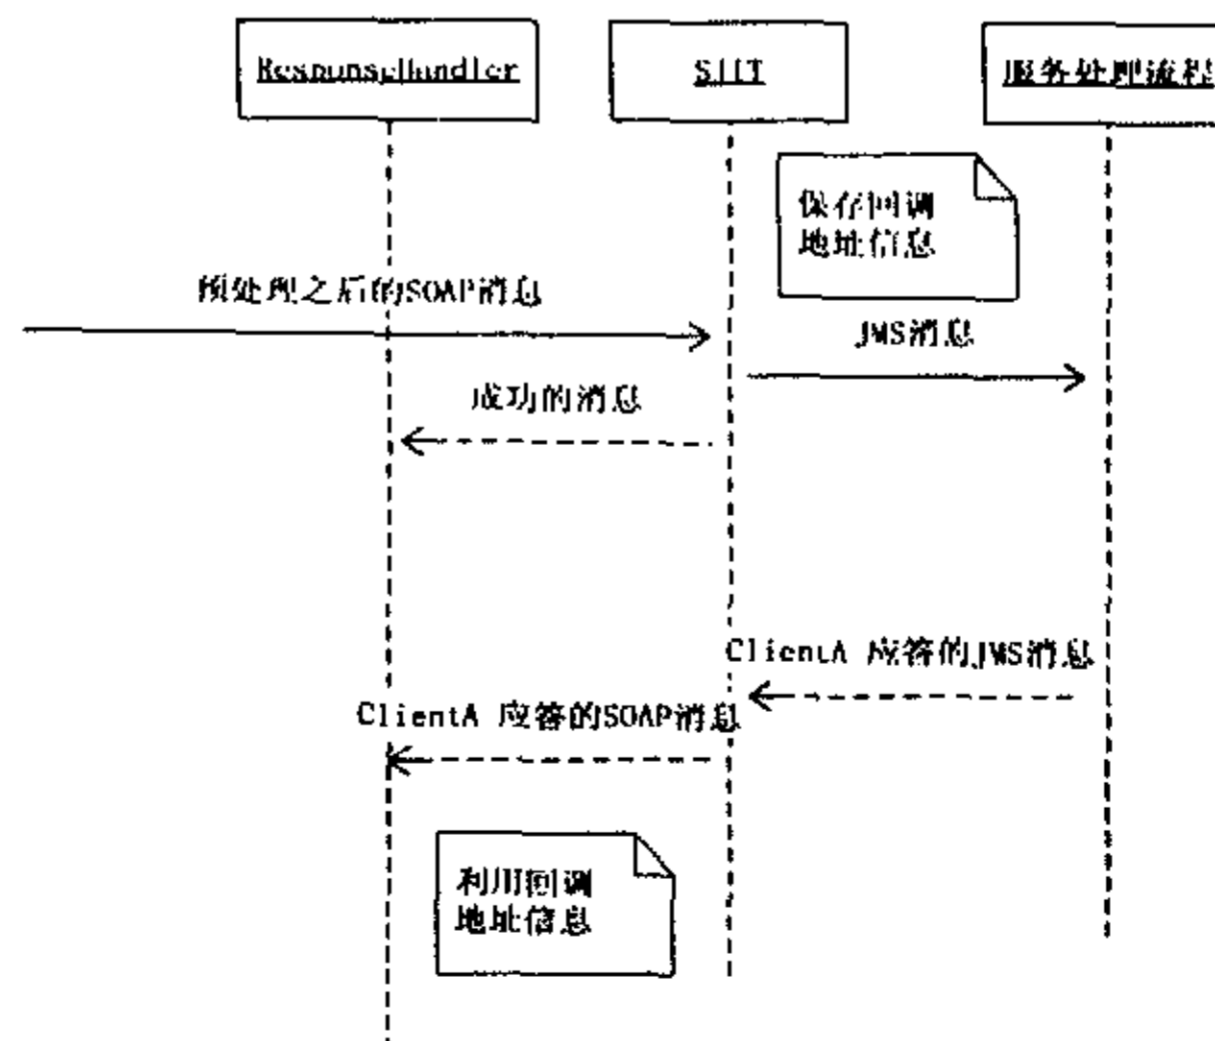 ResponseHandler
服务处理流程
保存回调
地址信息
预处理之后的SOAP消息
JMS消息
成功的消息
ClientA 应答的JMS消息
ClientA 应答的SOAP消息
利用回调
地址信息